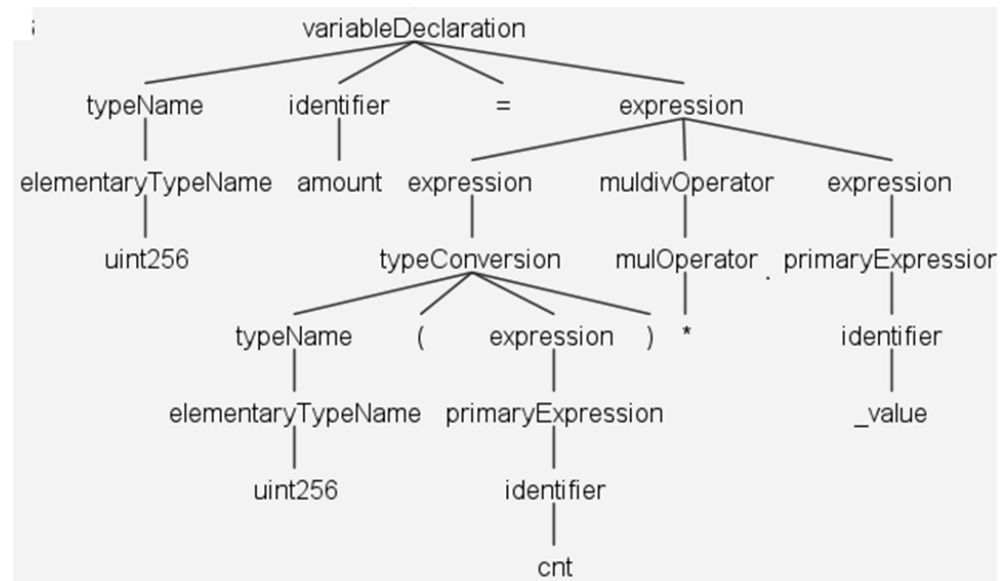 variableDeclaration
typeName identifier = expression
elementaryTypeName amount expression muldivOperator expression
uint256 typeConversion mulOperator . primaryExpression
typeName ( expression ) * identifier
elementaryTypeName primaryExpression _value
uint256 identifier
cnt